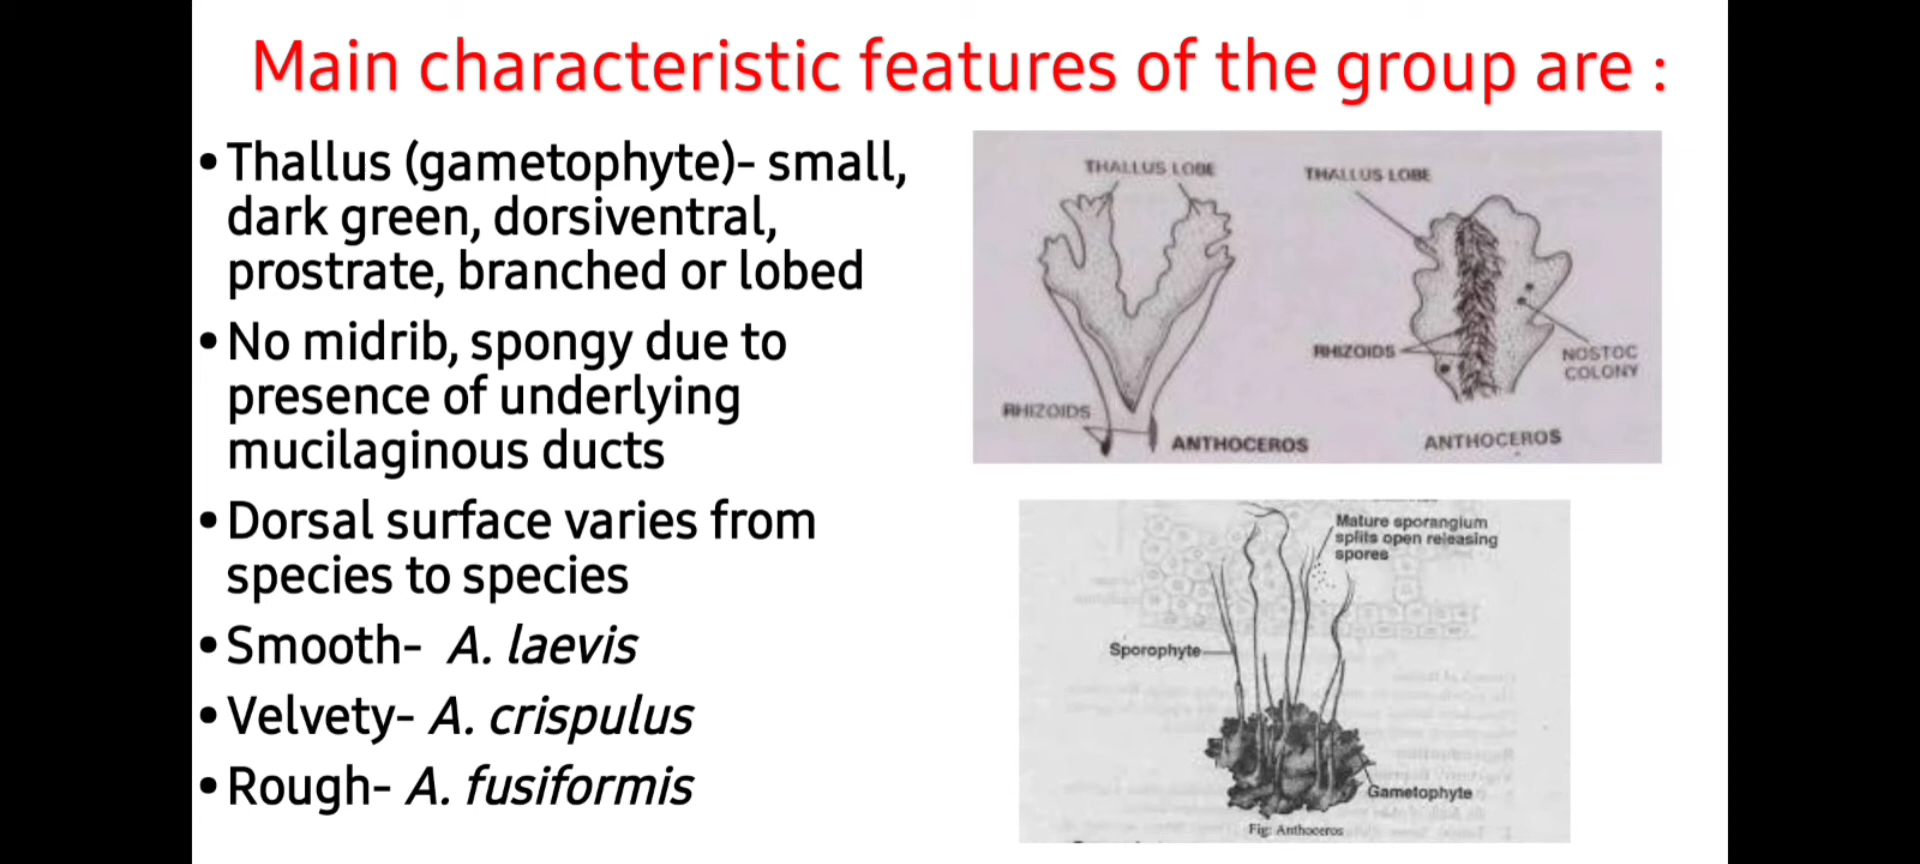 Main characteristic features of the group are :
• Thallus (gametophyte)- small,
dark green, dorsiventral,
prostrate, branched or lobed
• No midrib, spongy due to
presence of underlying
mucilaginous ducts
• Dorsal surface varies from
species to species
• Smooth- A. laevis
• Velvety- A. crispulus
• Rough- A. fusiformis
THALLUS LOBE
RHIZOIDS
ANTHOCEROS
THALLUS LOBE
RHIZOIDS
NOSTOC
COLONY
ANTHOCEROS
Mature sporangium
splits open releasing
spores
Sporophyte
Gametophyte
Fig: Anthoceros